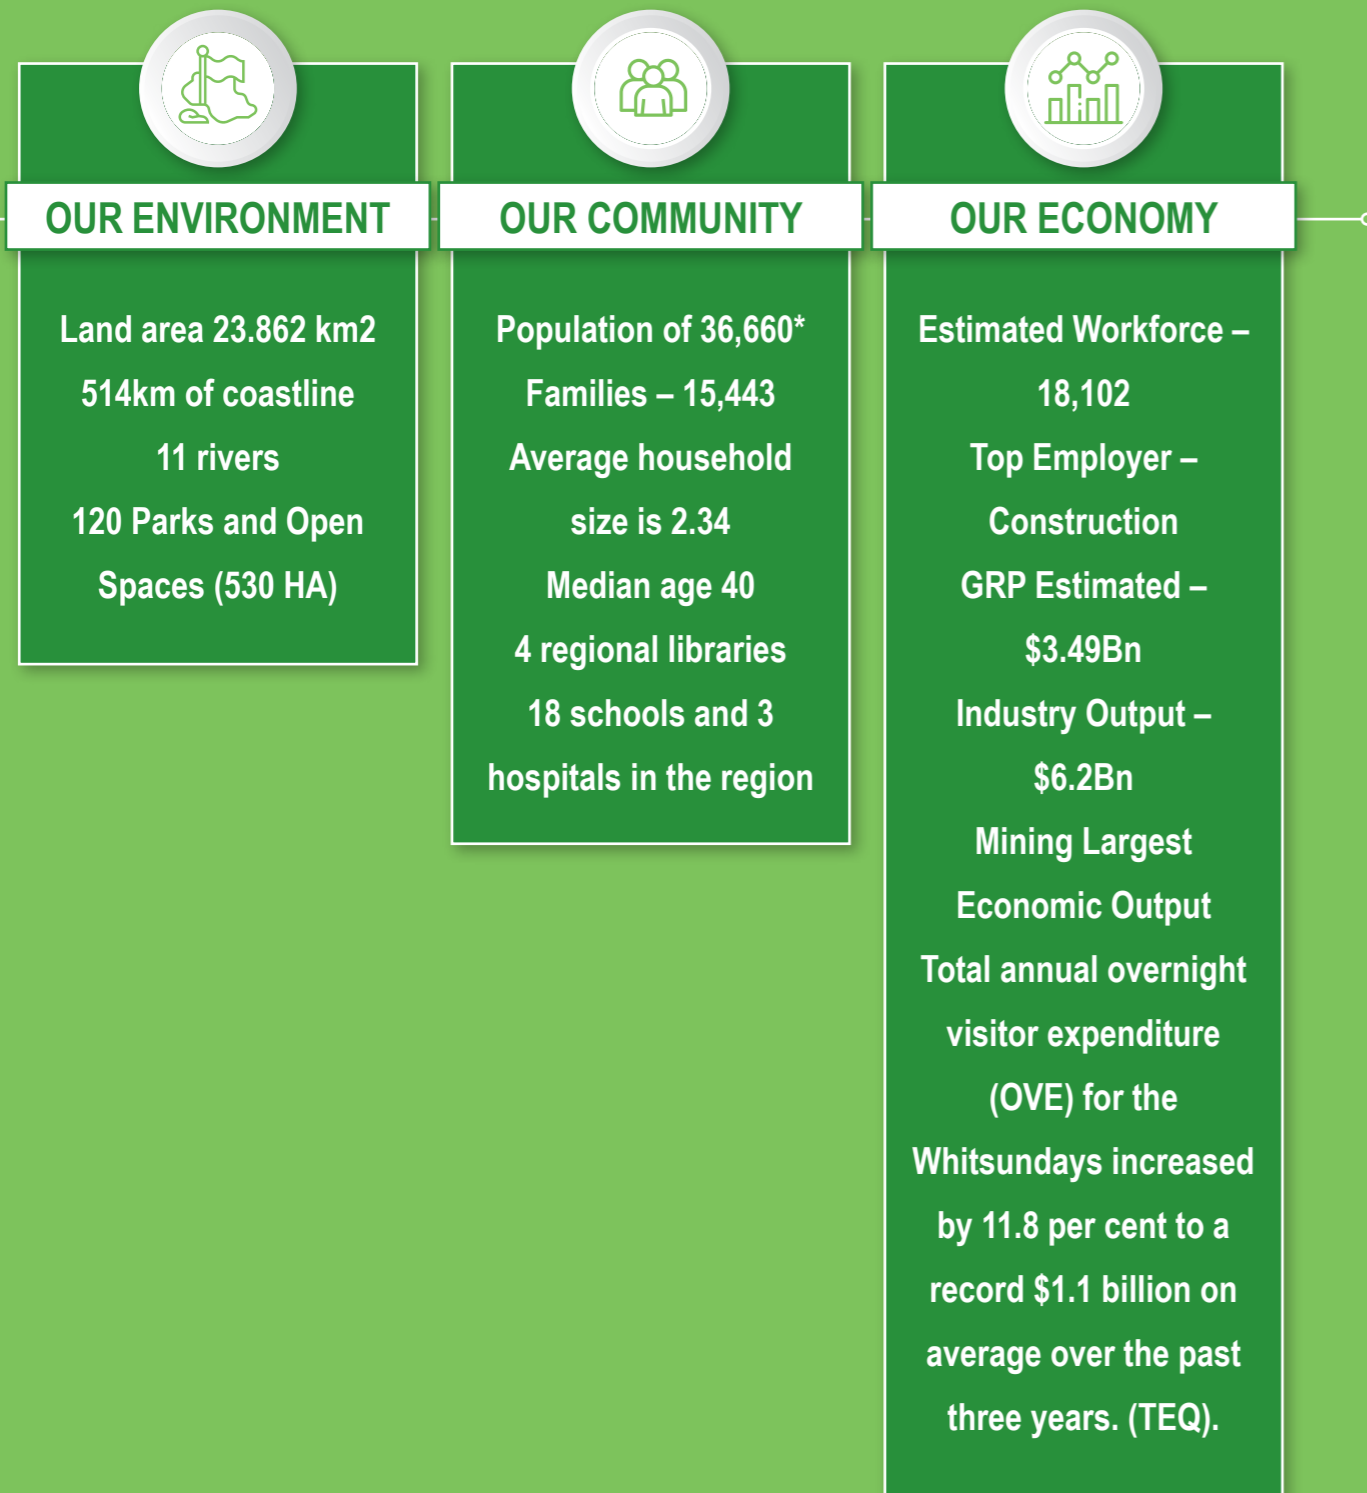 OUR ENVIRONMENT
Land area 23.862 km2
514km of coastline
11 rivers
120 Parks and Open
Spaces (530 HA)
OUR COMMUNITY
Population of 36,660*
Families – 15,443
Average household
size is 2.34
Median age 40
4 regional libraries
18 schools and 3
hospitals in the region
OUR ECONOMY
Estimated Workforce –
18,102
Top Employer –
Construction
GRP Estimated –
$3.49Bn
Industry Output –
$6.2Bn
Mining Largest
Economic Output
Total annual overnight
visitor expenditure
(OVE) for the
Whitsundays increased
by 11.8 per cent to a
record $1.1 billion on
average over the past
three years. (TEQ).